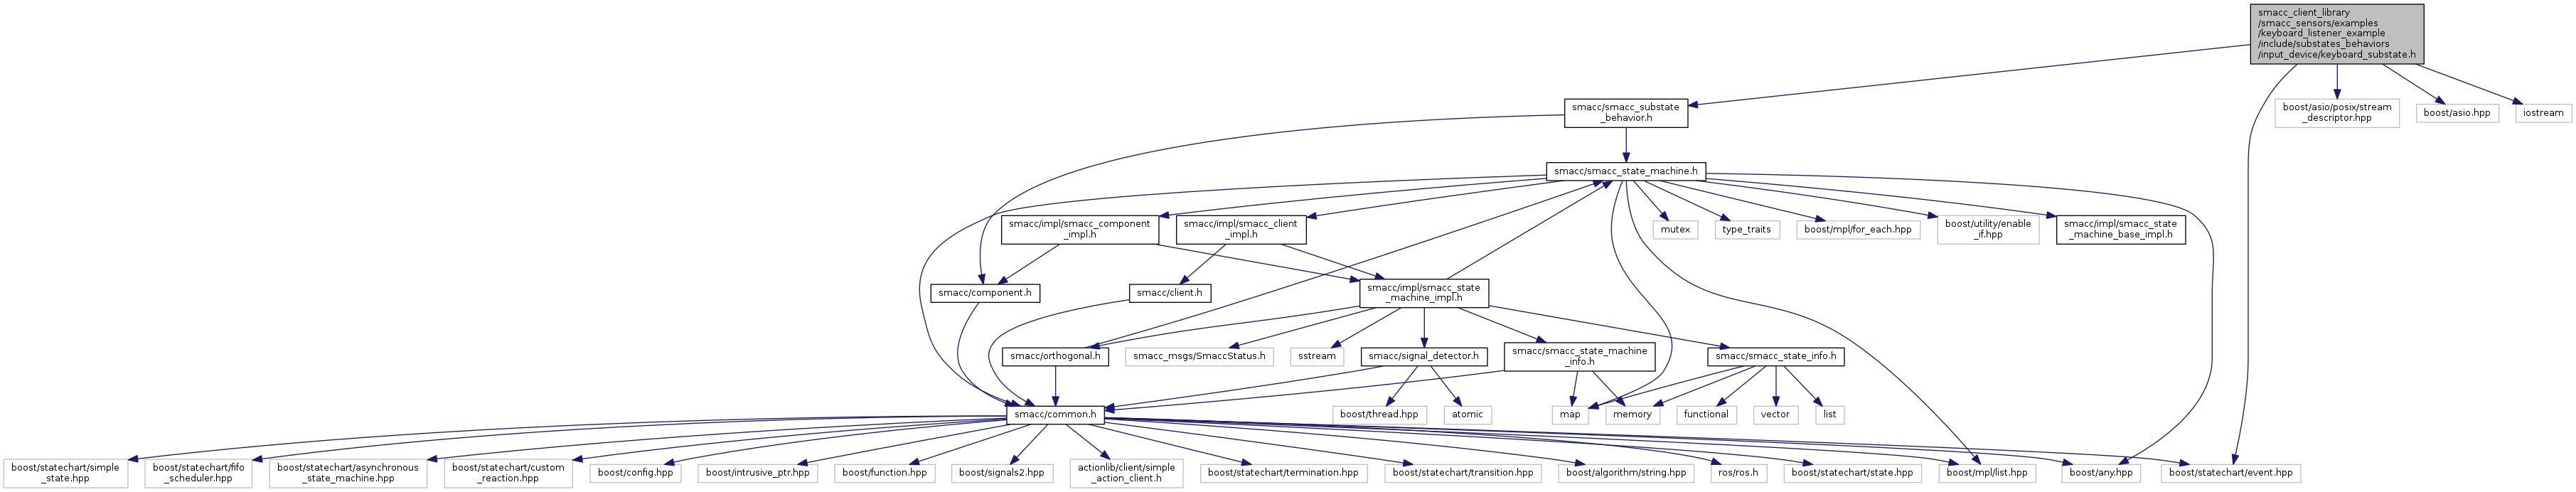 smacc_client_library
/smacc_sensors/examples
/keyboard_listener_example
/include/substates_behaviors
/input_device/keyboard_substate.h
smacc/smacc_substate
_behavior.h
boost/asio/posix/stream
_descriptor.hpp
boost/asio.hpp
iostream
smacc/smacc_state_machine.h
smacc/impl/smacc_component
_impl.h
smacc/impl/smacc_client
_impl.h
mutex
type_traits
boost/mpl/for_each.hpp
boost/utility/enable
_if.hpp
smacc/impl/smacc_state
_machine_base_impl.h
smacc/component.h
smacc/client.h
smacc/impl/smacc_state
_machine_impl.h
smacc/orthogonal.h
smacc_msgs/SmaccStatus.h
sstream
smacc/signal_detector.h
smacc/smacc_state_machine
_info.h
smacc/smacc_state_info.h
smacc/common.h
boost/thread.hpp
atomic
map
memory
functional
vector
list
boost/statechart/simple
_state.hpp
boost/statechart/fifo
_scheduler.hpp
boost/statechart/asynchronous
_state_machine.hpp
boost/statechart/custom
_reaction.hpp
boost/config.hpp
boost/intrusive_ptr.hpp
boost/function.hpp
boost/signals2.hpp
actionlib/client/simple
_action_client.h
boost/statechart/termination.hpp
boost/statechart/transition.hpp
boost/algorithm/string.hpp
ros/ros.h
boost/statechart/state.hpp
boost/mpl/list.hpp
boost/any.hpp
boost/statechart/event.hpp